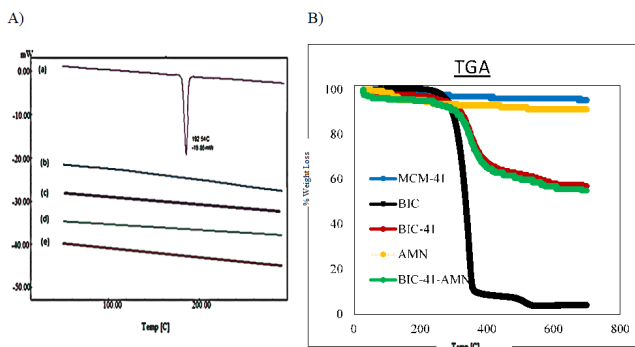 A)
B)
mW
0.00
-10.00
-20.00
-30.00
-40.00
-50.00
(a)
(b)
(c)
(d)
(e)
100.00
200.00
Temp [C]
TGA
% Weight Loss
100
80
60
40
20
0
MCM-41
BIC
BIC-41
AMN
BIC-41-AMN
0
200
400
600
800
Temp [C]